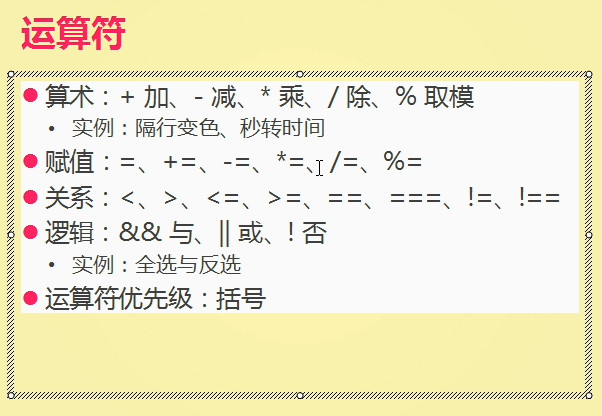 运算符
● 算术：+ 加、- 减、* 乘、/ 除、% 取模
• 实例：隔行变色、秒转时间
● 赋值：=、+=、-=、*=、/=、%=
● 关系：<、>、<=、>=、==、===、!=、!==
● 逻辑：&& 与、|| 或、! 否
• 实例：全选与反选
● 运算符优先级：括号